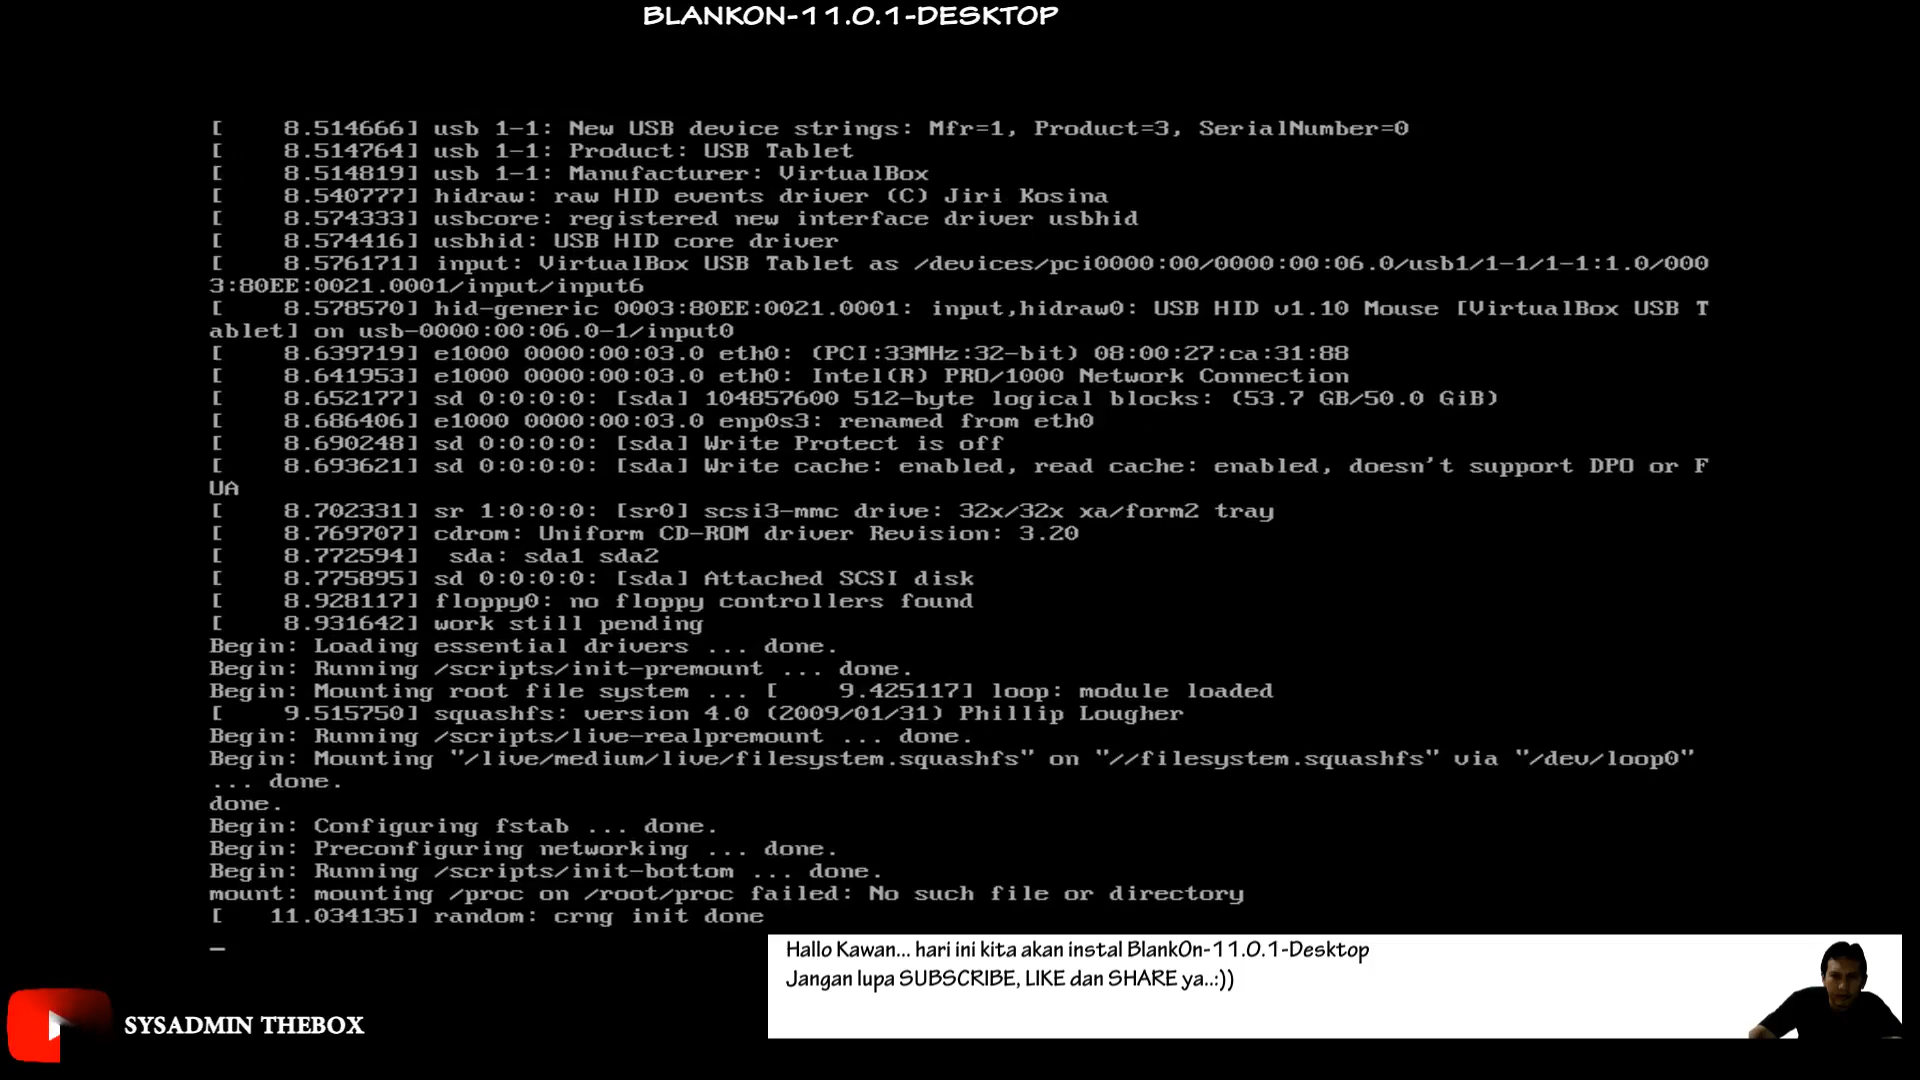 BLANKON-11.0.1-DESKTOP
[    8.514666] usb 1-1: New USB device strings: Mfr=1, Product=3, SerialNumber=0
[    8.514764] usb 1-1: Product: USB Tablet
[    8.514819] usb 1-1: Manufacturer: VirtualBox
[    8.540777] hidraw: raw HID events driver (C) Jiri Kosina
[    8.574333] usbcore: registered new interface driver usbhid
[    8.574416] usbhid: USB HID core driver
[    8.576171] input: VirtualBox USB Tablet as /devices/pci0000:00/0000:00:06.0/usb1/1-1/1-1:1.0/000
3:80EE:0021.0001/input/input6
[    8.578570] hid-generic 0003:80EE:0021.0001: input,hidraw0: USB HID v1.10 Mouse [VirtualBox USB T
ablet] on usb-0000:00:06.0-1/input0
[    8.639719] e1000 0000:00:03.0 eth0: (PCI:33MHz:32-bit) 08:00:27:ca:31:88
[    8.641953] e1000 0000:00:03.0 eth0: Intel(R) PRO/1000 Network Connection
[    8.652177] sd 0:0:0:0: [sda] 104857600 512-byte logical blocks: (53.7 GB/50.0 GiB)
[    8.686406] e1000 0000:00:03.0 enp0s3: renamed from eth0
[    8.690248] sd 0:0:0:0: [sda] Write Protect is off
[    8.693621] sd 0:0:0:0: [sda] Write cache: enabled, read cache: enabled, doesn't support DPO or F
UA
[    8.702331] sr 1:0:0:0: [sr0] scsi3-mmc drive: 32x/32x xa/form2 tray
[    8.769707] cdrom: Uniform CD-ROM driver Revision: 3.20
[    8.772594]  sda: sda1 sda2
[    8.775895] sd 0:0:0:0: [sda] Attached SCSI disk
[    8.928117] floppy0: no floppy controllers found
[    8.931642] work still pending
Begin: Loading essential drivers ... done.
Begin: Running /scripts/init-premount ... done.
Begin: Mounting root file system ... [    9.425117] loop: module loaded
[    9.515750] squashfs: version 4.0 (2009/01/31) Phillip Lougher
Begin: Running /scripts/live-realpremount ... done.
Begin: Mounting "/live/medium/live/filesystem.squashfs" on "//filesystem.squashfs" via "/dev/loop0"
... done.
done.
Begin: Configuring fstab ... done.
Begin: Preconfiguring networking ... done.
Begin: Running /scripts/init-bottom ... done.
mount: mounting /proc on /root/proc failed: No such file or directory
[   11.034135] random: crng init done
_
Hallo Kawan... hari ini kita akan instal BlankOn-11.0.1-Desktop
Jangan lupa SUBSCRIBE, LIKE dan SHARE ya..:))
SYSADMIN THEBOX